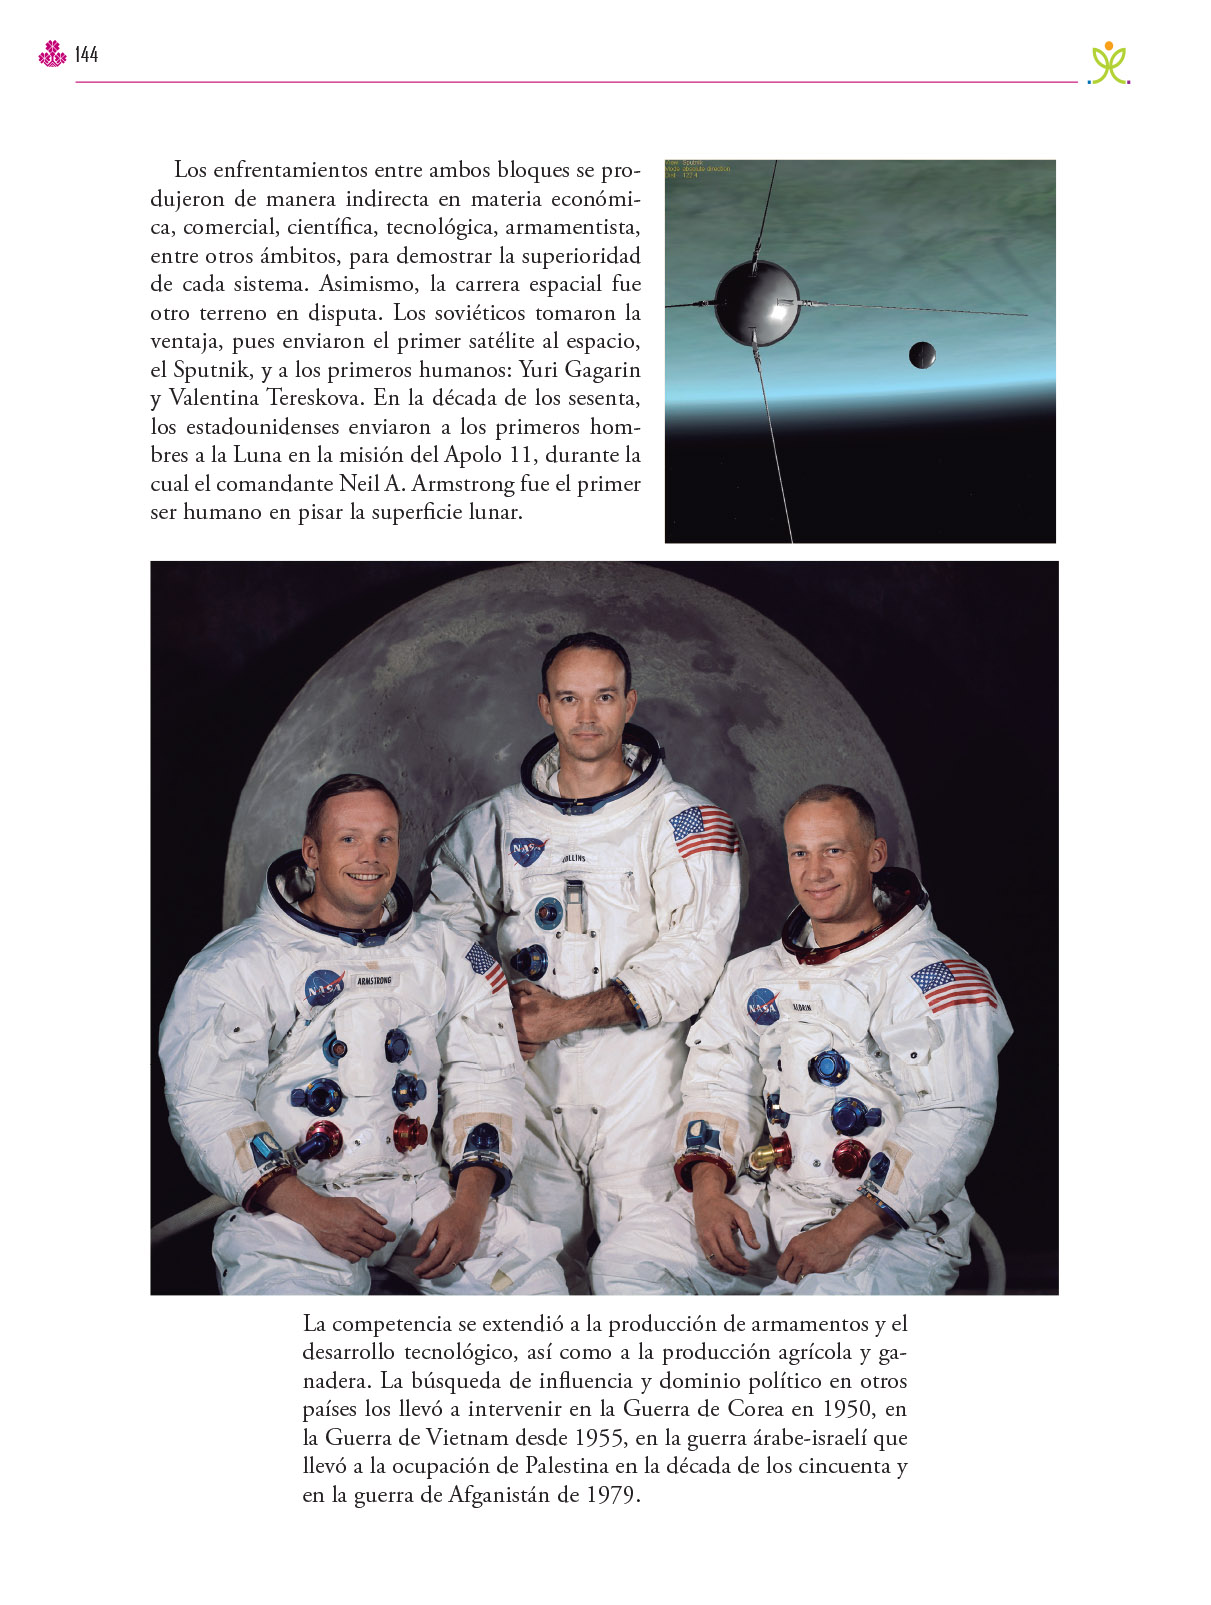 144
Los enfrentamientos entre ambos bloques se pro-
dujeron de manera indirecta en materia económi-
ca, comercial, científica, tecnológica, armamentista,
entre otros ámbitos, para demostrar la superioridad
de cada sistema. Asimismo, la carrera espacial fue
otro terreno en disputa. Los soviéticos tomaron la
ventaja, pues enviaron el primer satélite al espacio,
el Sputnik, y a los primeros humanos: Yuri Gagarin
y Valentina Tereskova. En la década de los sesenta,
los estadounidenses enviaron a los primeros hom-
bres a la Luna en la misión del Apolo 11, durante la
cual el comandante Neil A. Armstrong fue el primer
ser humano en pisar la superficie lunar.
View Sputnik
Mode absolute direction
NASA
COLLINS
NASA
ARMSTRONG
NASA
ALDRIN
La competencia se extendió a la producción de armamentos y el
desarrollo tecnológico, así como a la producción agrícola y ga-
nadera. La búsqueda de influencia y dominio político en otros
países los llevó a intervenir en la Guerra de Corea en 1950, en
la Guerra de Vietnam desde 1955, en la guerra árabe-israelí que
llevó a la ocupación de Palestina en la década de los cincuenta y
en la guerra de Afganistán de 1979.